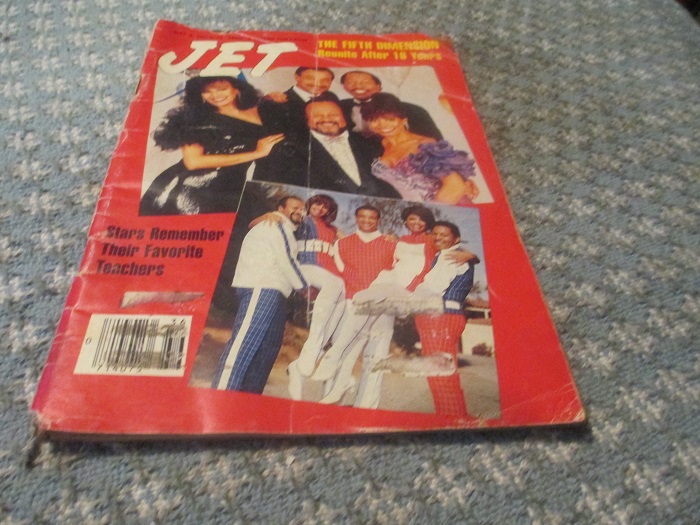 JET
THE FIFTH DIMENSION
Reunite After 16 Years
Stars Remember
Their Favorite
Teachers